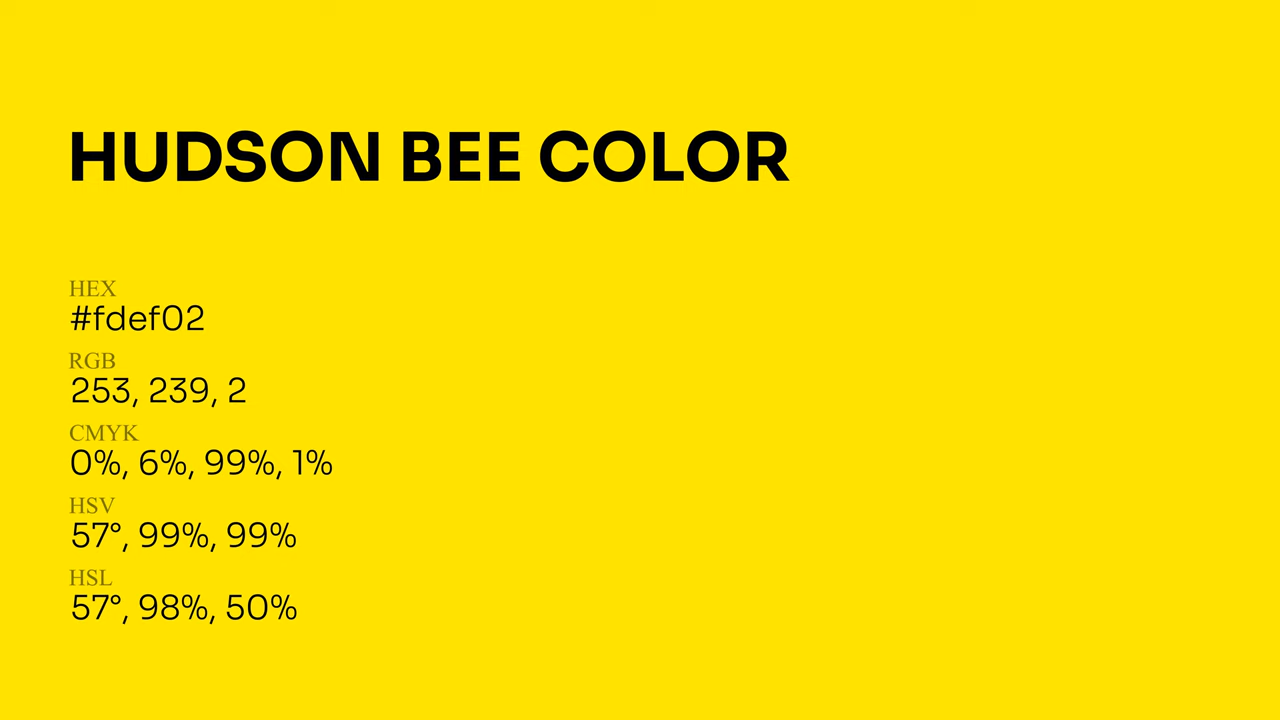 HUDSON BEE COLOR
HEX
#fdef02
RGB
253, 239, 2
CMYK
0%, 6%, 99%, 1%
HSV
57°, 99%, 99%
HSL
57°, 98%, 50%